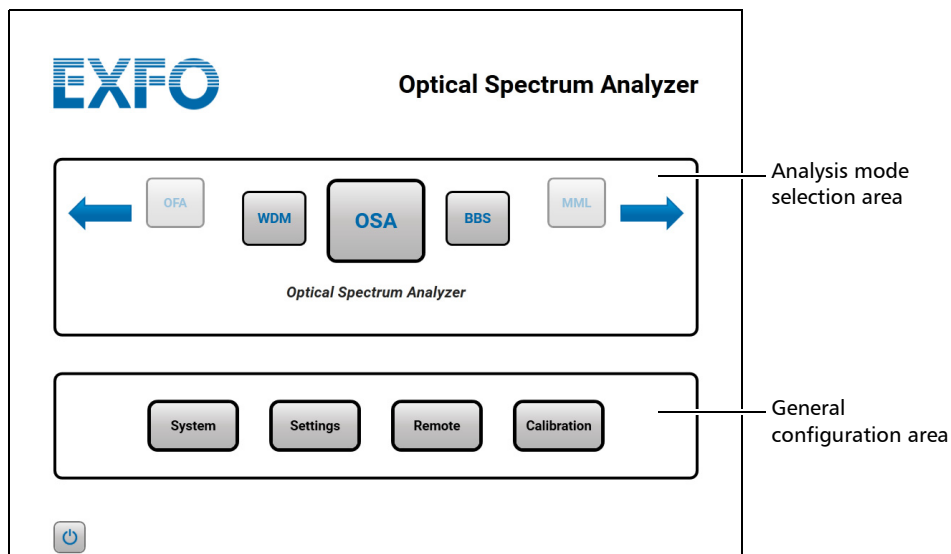 EXFO
Optical Spectrum Analyzer
Analysis mode
selection area
OFA
WDM
OSA
BBS
MML
Optical Spectrum Analyzer
General
configuration area
System
Settings
Remote
Calibration